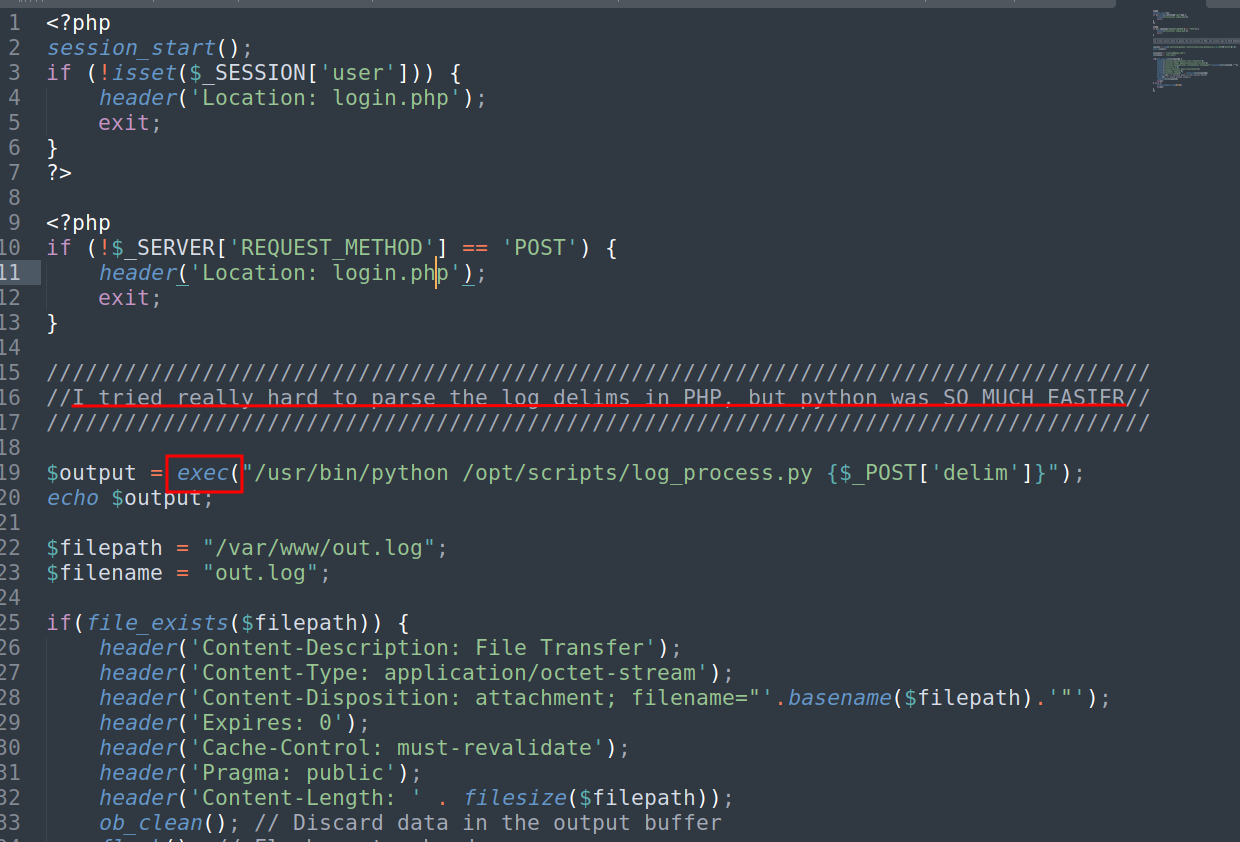 1 <?php
2 session_start();
3 if (!isset($_SESSION['user'])) {
4     header('Location: login.php');
5     exit;
6 }
7 ?>
8
9 <?php
10 if (!$_SERVER['REQUEST_METHOD'] == 'POST') {
11     header('Location: login.php');
12     exit;
13 }
14
15 /////////////////////////////////////////////////////////////////////////////////////
16 //I tried really hard to parse the log delims in PHP, but python was SO MUCH EASIER//
17 /////////////////////////////////////////////////////////////////////////////////////
18
19 $output = exec("/usr/bin/python /opt/scripts/log_process.py {$_POST['delim']}");
20 echo $output;
21
22 $filepath = "/var/www/out.log";
23 $filename = "out.log";
24
25 if(file_exists($filepath)) {
26     header('Content-Description: File Transfer');
27     header('Content-Type: application/octet-stream');
28     header('Content-Disposition: attachment; filename="'.basename($filepath).'"');
29     header('Expires: 0');
30     header('Cache-Control: must-revalidate');
31     header('Pragma: public');
32     header('Content-Length: ' . filesize($filepath));
33     ob_clean(); // Discard data in the output buffer